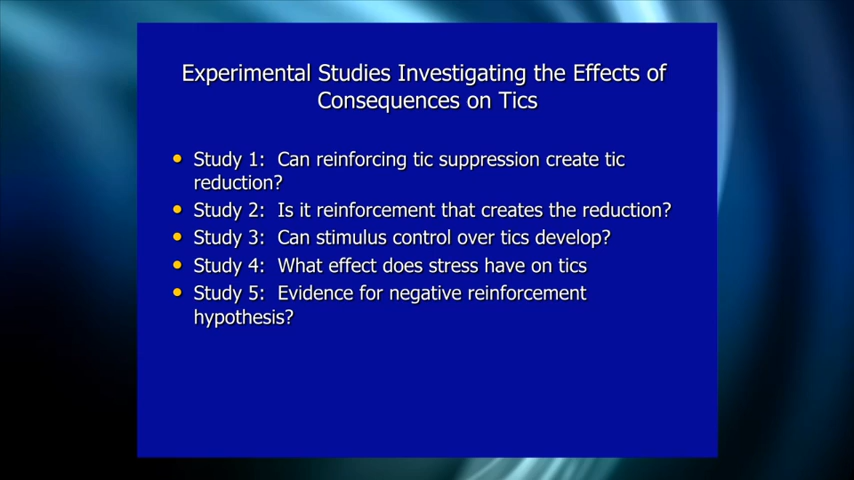 Experimental Studies Investigating the Effects of
Consequences on Tics
• Study 1: Can reinforcing tic suppression create tic
reduction?
• Study 2: Is it reinforcement that creates the reduction?
• Study 3: Can stimulus control over tics develop?
• Study 4: What effect does stress have on tics
• Study 5: Evidence for negative reinforcement
hypothesis?